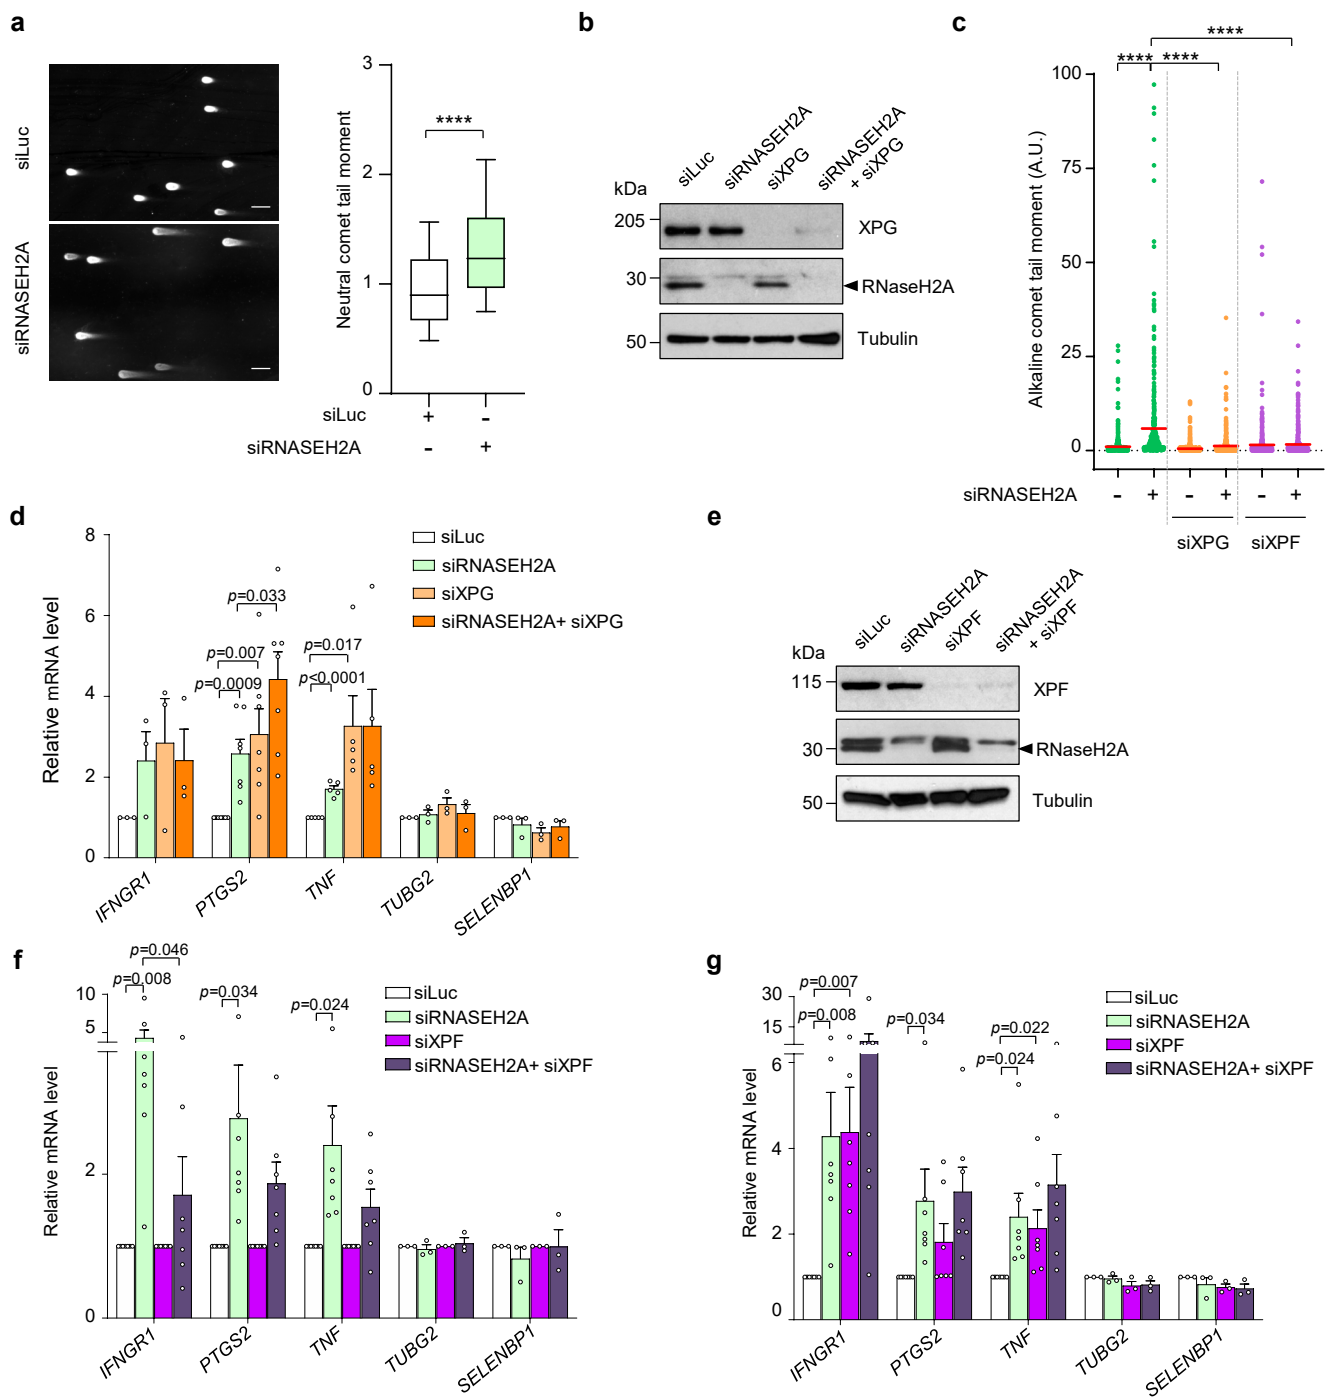 a
siLuc
siRNASEH2A
Neutral comet tail moment
3
2
1
0
****
siLuc + -
siRNASEH2A - +
b
siLuc
siRNASEH2A
siXPG
siRNASEH2A
+ siXPG
kDa
205
XPG
30
RNaseH2A
50
Tubulin
c
****
**** ****
Alkaline comet tail moment (A.U.)
100
75
50
25
0
siRNASEH2A - + - + - +
siXPG siXPF
d
Relative mRNA level
8
6
4
2
0
siLuc
siRNASEH2A
siXPG
siRNASEH2A+ siXPG
p=0.033
p=0.007
p=0.0009
p=0.017
p<0.0001
IFNGR1
PTGS2
TNF
TUBG2
SELENBP1
e
siLuc
siRNASEH2A
siXPF
siRNASEH2A
+ siXPF
kDa
115
XPF
30
RNaseH2A
50
Tubulin
f
Relative mRNA level
10
5
2
0
p=0.046
p=0.008
p=0.034
p=0.024
siLuc
siRNASEH2A
siXPF
siRNASEH2A+ siXPF
IFNGR1
PTGS2
TNF
TUBG2
SELENBP1
g
Relative mRNA level
30
15
6
4
2
0
p=0.007
p=0.008
p=0.034
p=0.022
p=0.024
siLuc
siRNASEH2A
siXPF
siRNASEH2A+ siXPF
IFNGR1
PTGS2
TNF
TUBG2
SELENBP1